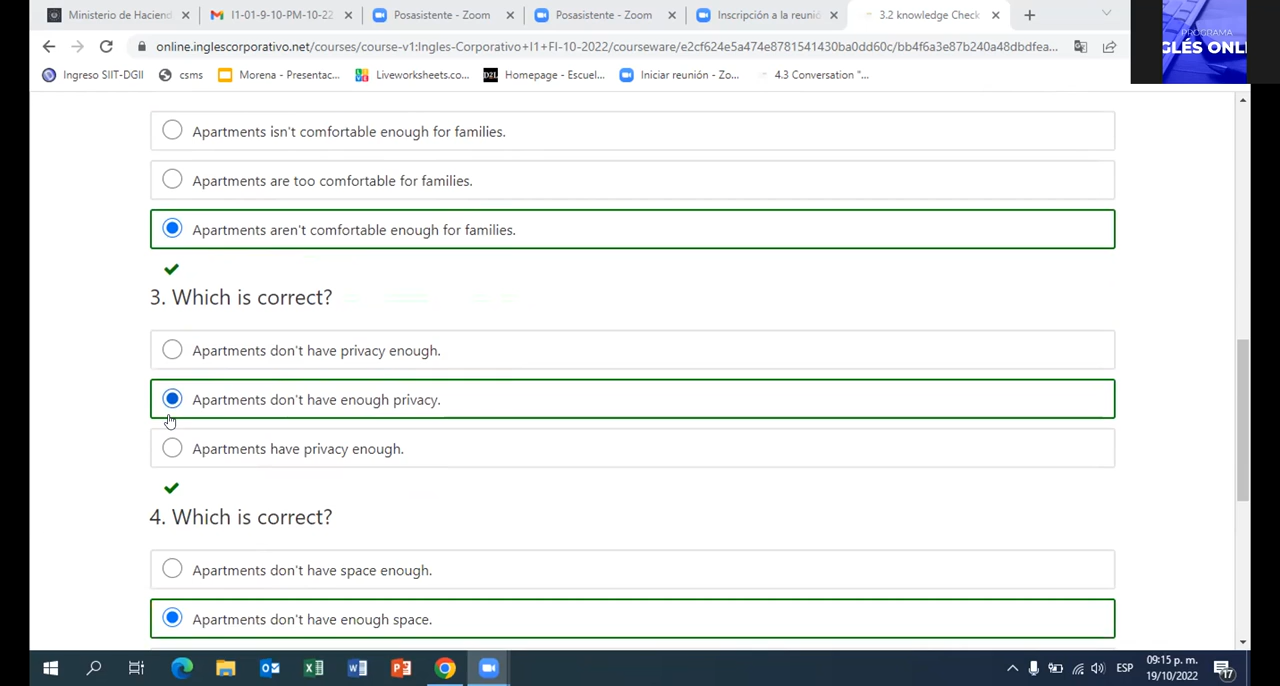 Ministerio de Haciend
I1-01-9-10-PM-10-22
Posasistente - Zoom
Posasistente - Zoom
Inscripción a la reunió
3.2 knowledge Check
PROGRAMA
online.inglescorporativo.net/courses/course-v1:Ingles-Corporativo+I1+FI-10-2022/courseware/e2cf624e5a474e8781541430ba0dd60c/bb4f6a3e87b240a48dbdfea...
GLÉS ONLI
Ingreso SIIT-DGII
csms
Morena - Presentac...
Liveworksheets.co...
D2L
Homepage - Escuel...
Iniciar reunión - Zo...
4.3 Conversation "...
Apartments isn't comfortable enough for families.
Apartments are too comfortable for families.
Apartments aren't comfortable enough for families.
3. Which is correct?
Apartments don't have privacy enough.
Apartments don't have enough privacy.
Apartments have privacy enough.
4. Which is correct?
Apartments don't have space enough.
Apartments don't have enough space.
ESP
09:15 p. m.
19/10/2022
17